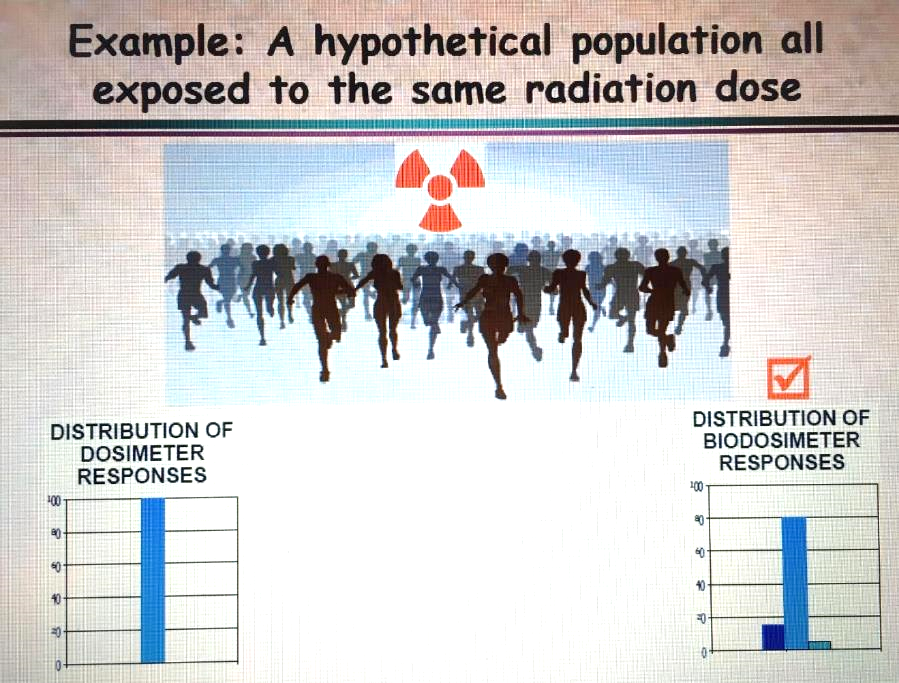 Example: A hypothetical population all
exposed to the same radiation dose
DISTRIBUTION OF
DOSIMETER
RESPONSES
100
80
60
40
20
0
DISTRIBUTION OF
BIODOSIMETER
RESPONSES
100
80
60
40
20
0